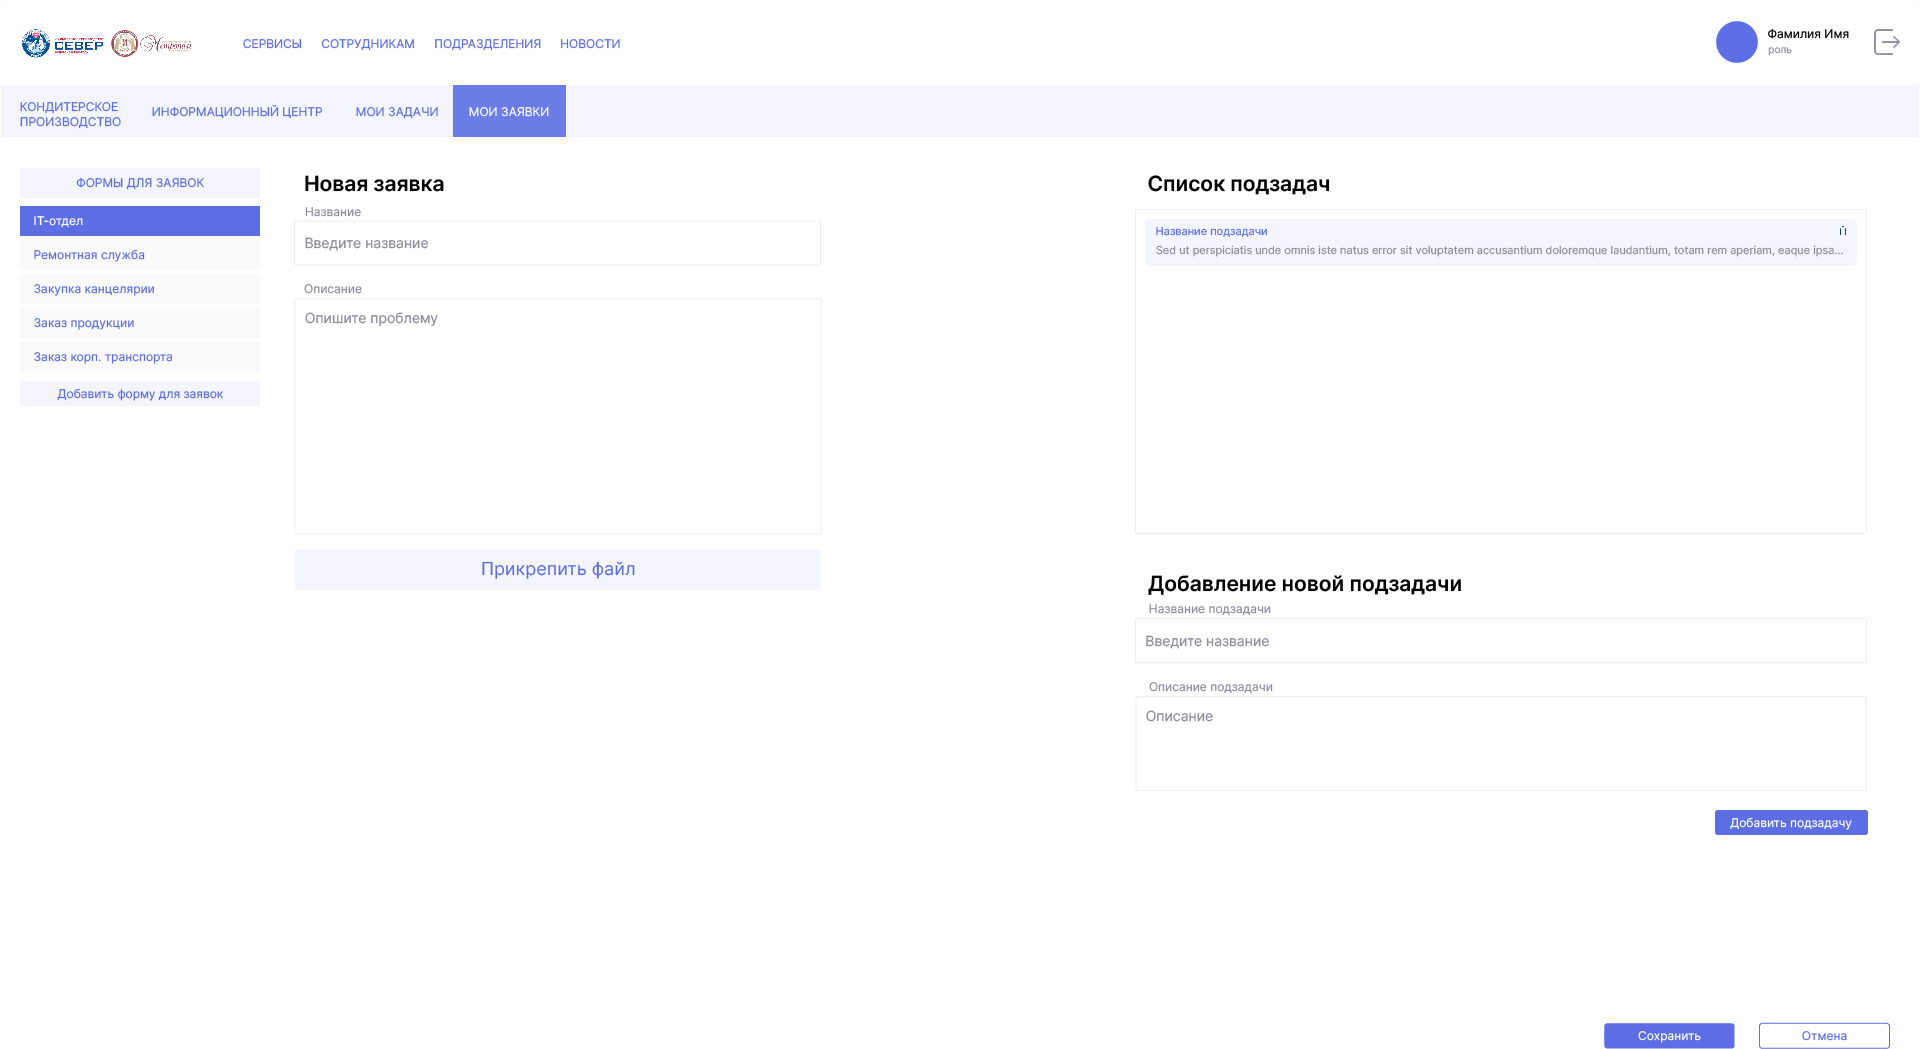 СЕВЕР
СЕРВИСЫ СОТРУДНИКАМ ПОДРАЗДЕЛЕНИЯ НОВОСТИ
Фамилия Имя
роль
КОНДИТЕРСКОЕ
ПРОИЗВОДСТВО
ИНФОРМАЦИОННЫЙ ЦЕНТР
МОИ ЗАДАЧИ
МОИ ЗАЯВКИ
ФОРМЫ ДЛЯ ЗАЯВОК
IT-отдел
Ремонтная служба
Закупка канцелярии
Заказ продукции
Заказ корп. транспорта
Добавить форму для заявок
Новая заявка
Название
Введите название
Описание
Опишите проблему
Прикрепить файл
Список подзадач
Название подзадачи
Sed ut perspiciatis unde omnis iste natus error sit voluptatem accusantium doloremque laudantium, totam rem aperiam, eaque ipsa...
Добавление новой подзадачи
Название подзадачи
Введите название
Описание подзадачи
Описание
Добавить подзадачу
Сохранить
Отмена